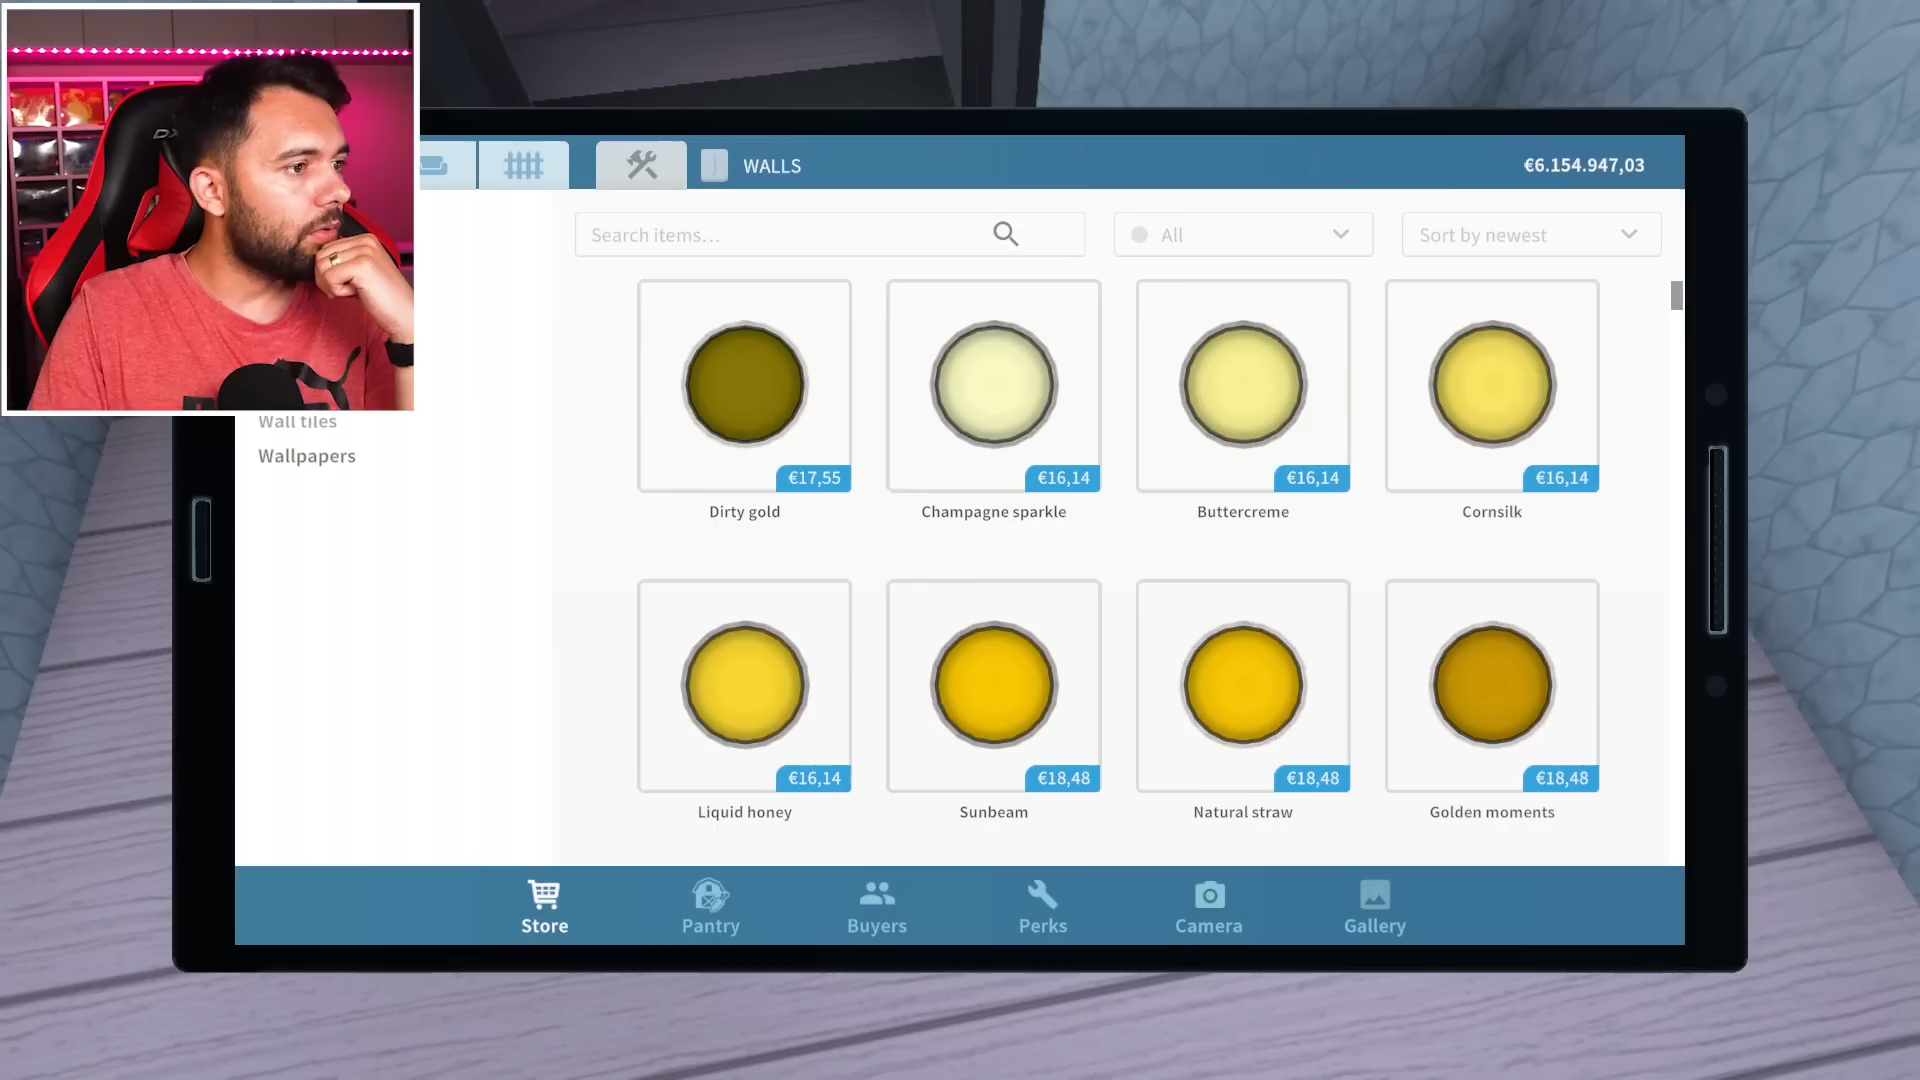 DX
WALLS
€6.154.947,03
Search items...
All
Sort by newest
Wall tiles
Wallpapers
€17,55
€16,14
€16,14
€16,14
Dirty gold
Champagne sparkle
Buttercreme
Cornsilk
€16,14
€18,48
€18,48
€18,48
Liquid honey
Sunbeam
Natural straw
Golden moments
Store
Pantry
Buyers
Perks
Camera
Gallery